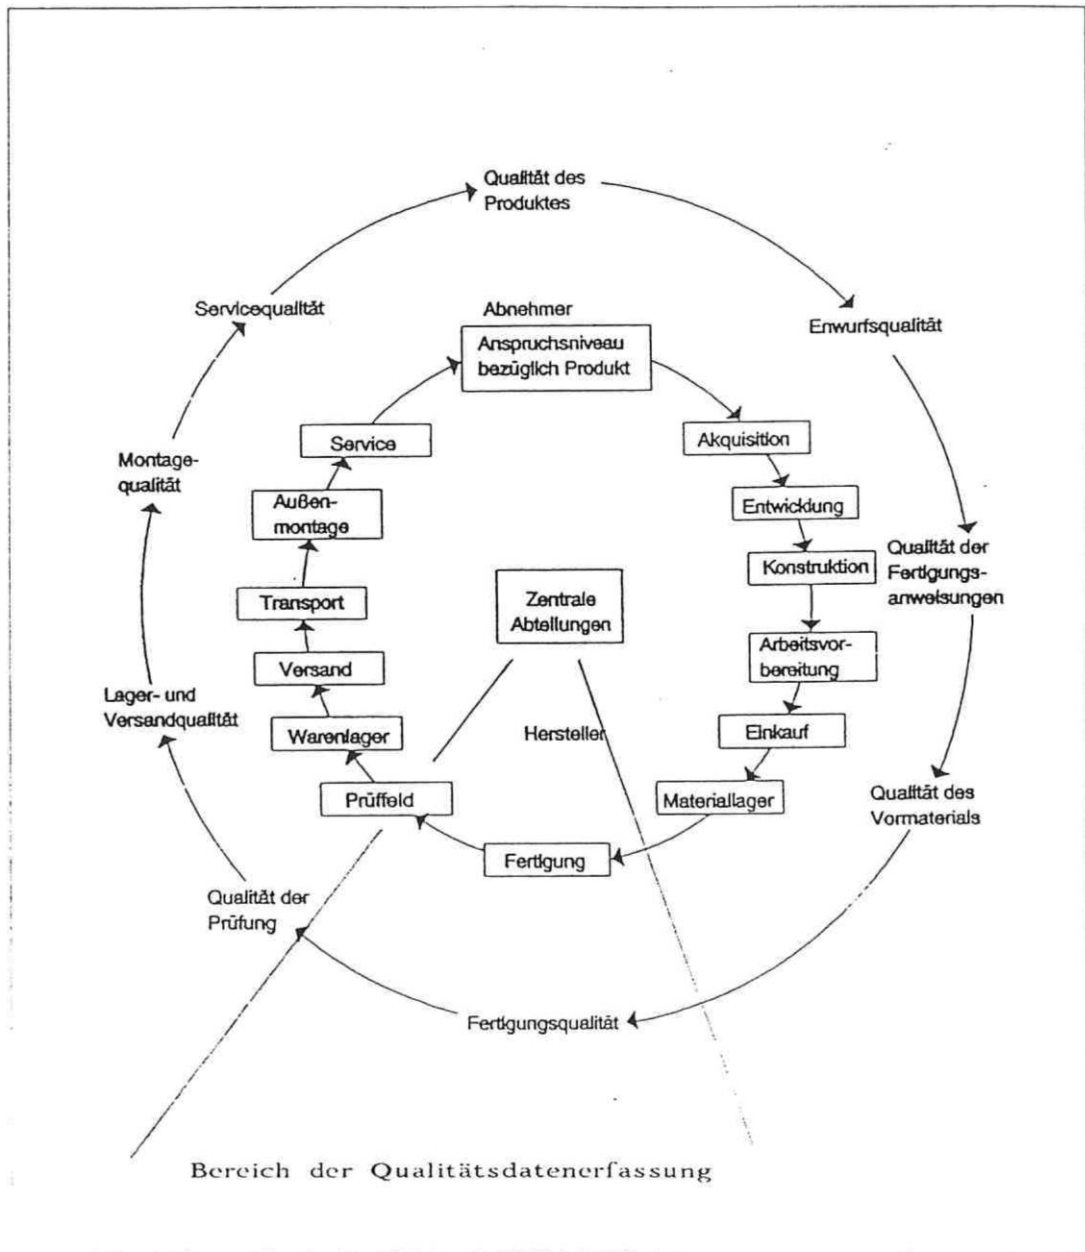 Qualität des
Produktes
Servicequalität
Abnehmer
Enwurfsqualität
Anspruchsniveau
bezüglich Produkt
Service
Akquisition
Montage-
qualität
Außen-
montage
Entwicklung
Qualität der
Fertigungs-
anweisungen
Konstruktion
Zentrale
Abteilungen
Transport
Arbeitsvor-
bereitung
Versand
Lager- und
Versandqualität
Warenlager
Hersteller
Einkauf
Prüffeld
Materiallager
Qualität des
Vormaterials
Fertigung
Qualität der
Prüfung
Fertigungsqualität
Bereich der Qualitätsdatenerfassung